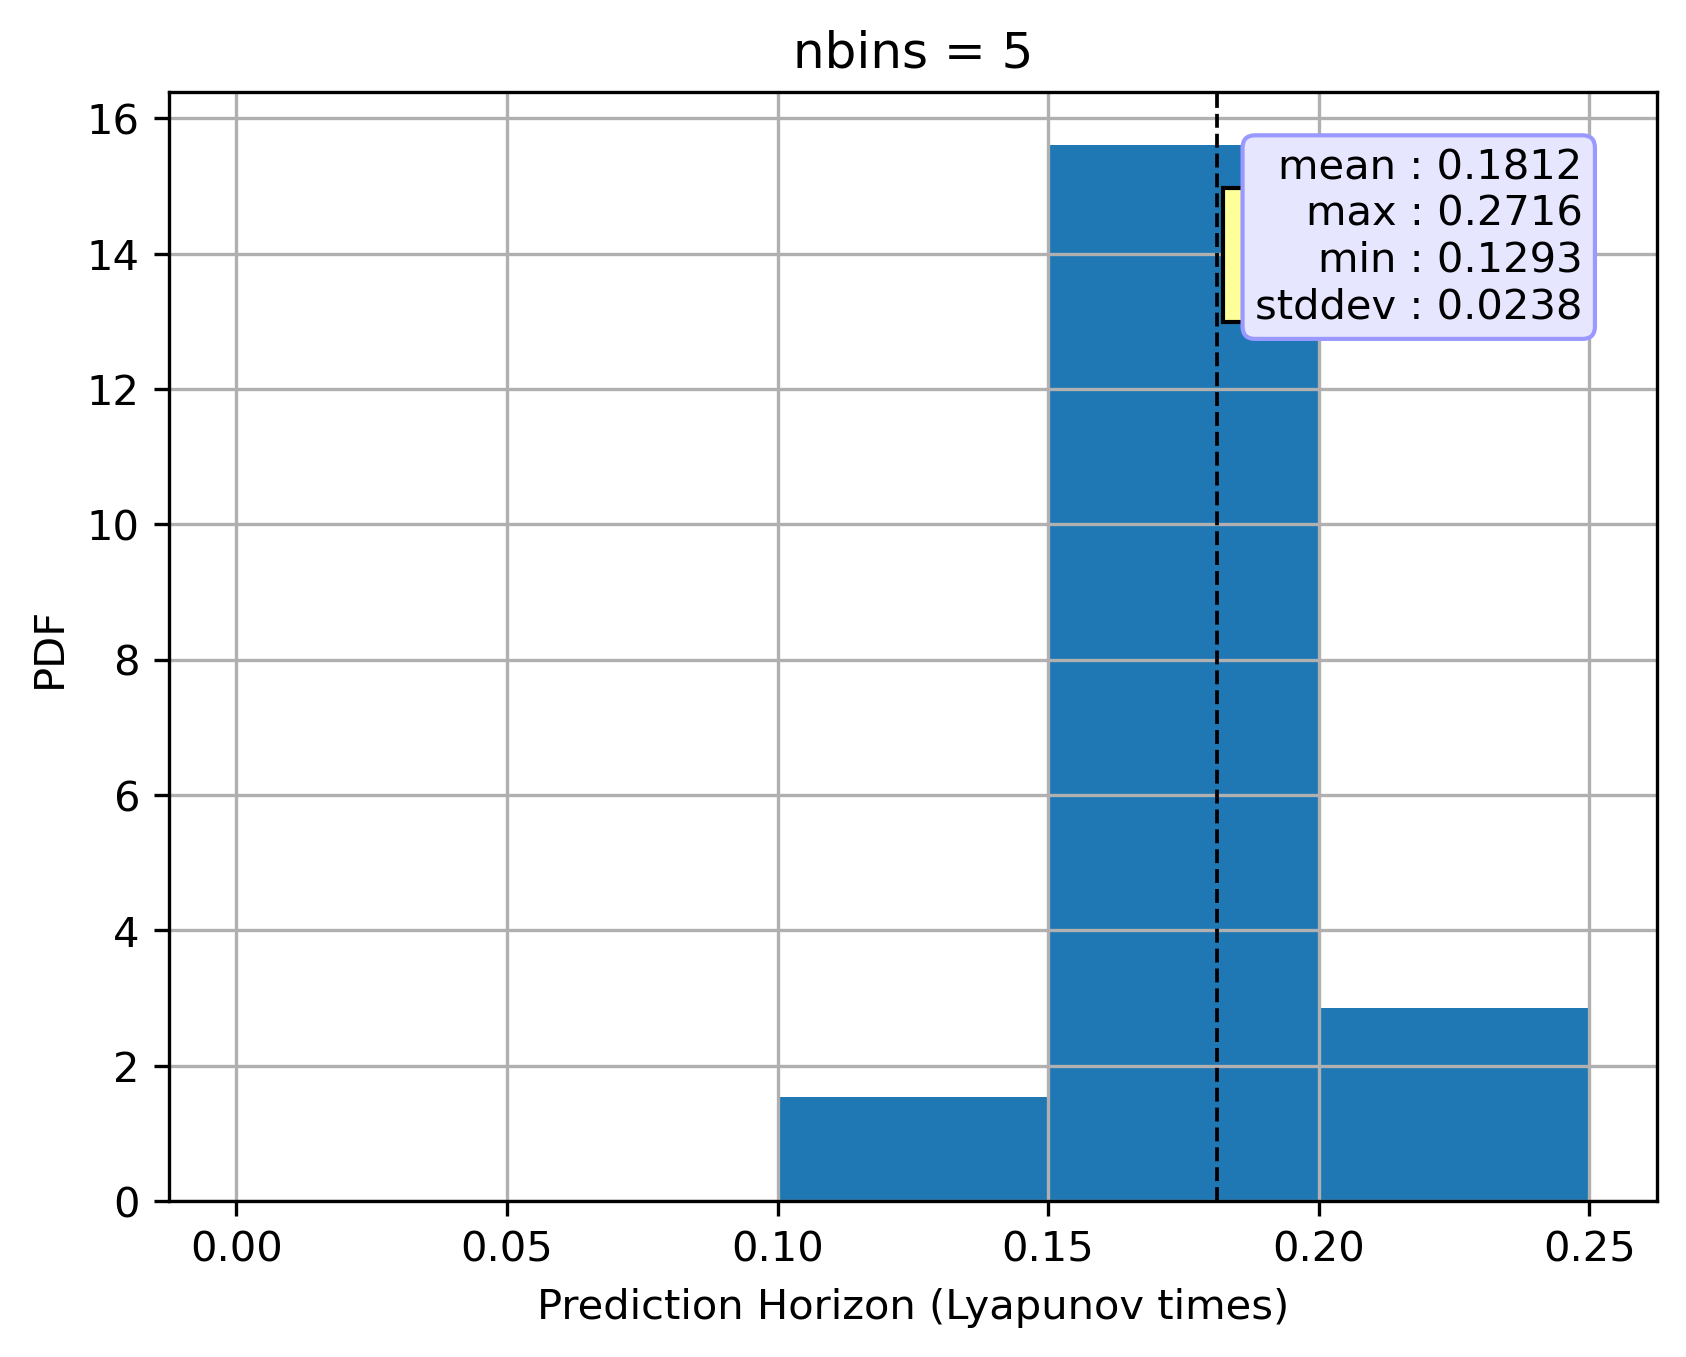 nbins = 5
16
14
12
10
8
6
4
2
0
PDF
mean : 0.1812
max : 0.2716
min : 0.1293
stddev : 0.0238
0.00 0.05 0.10 0.15 0.20 0.25
Prediction Horizon (Lyapunov times)